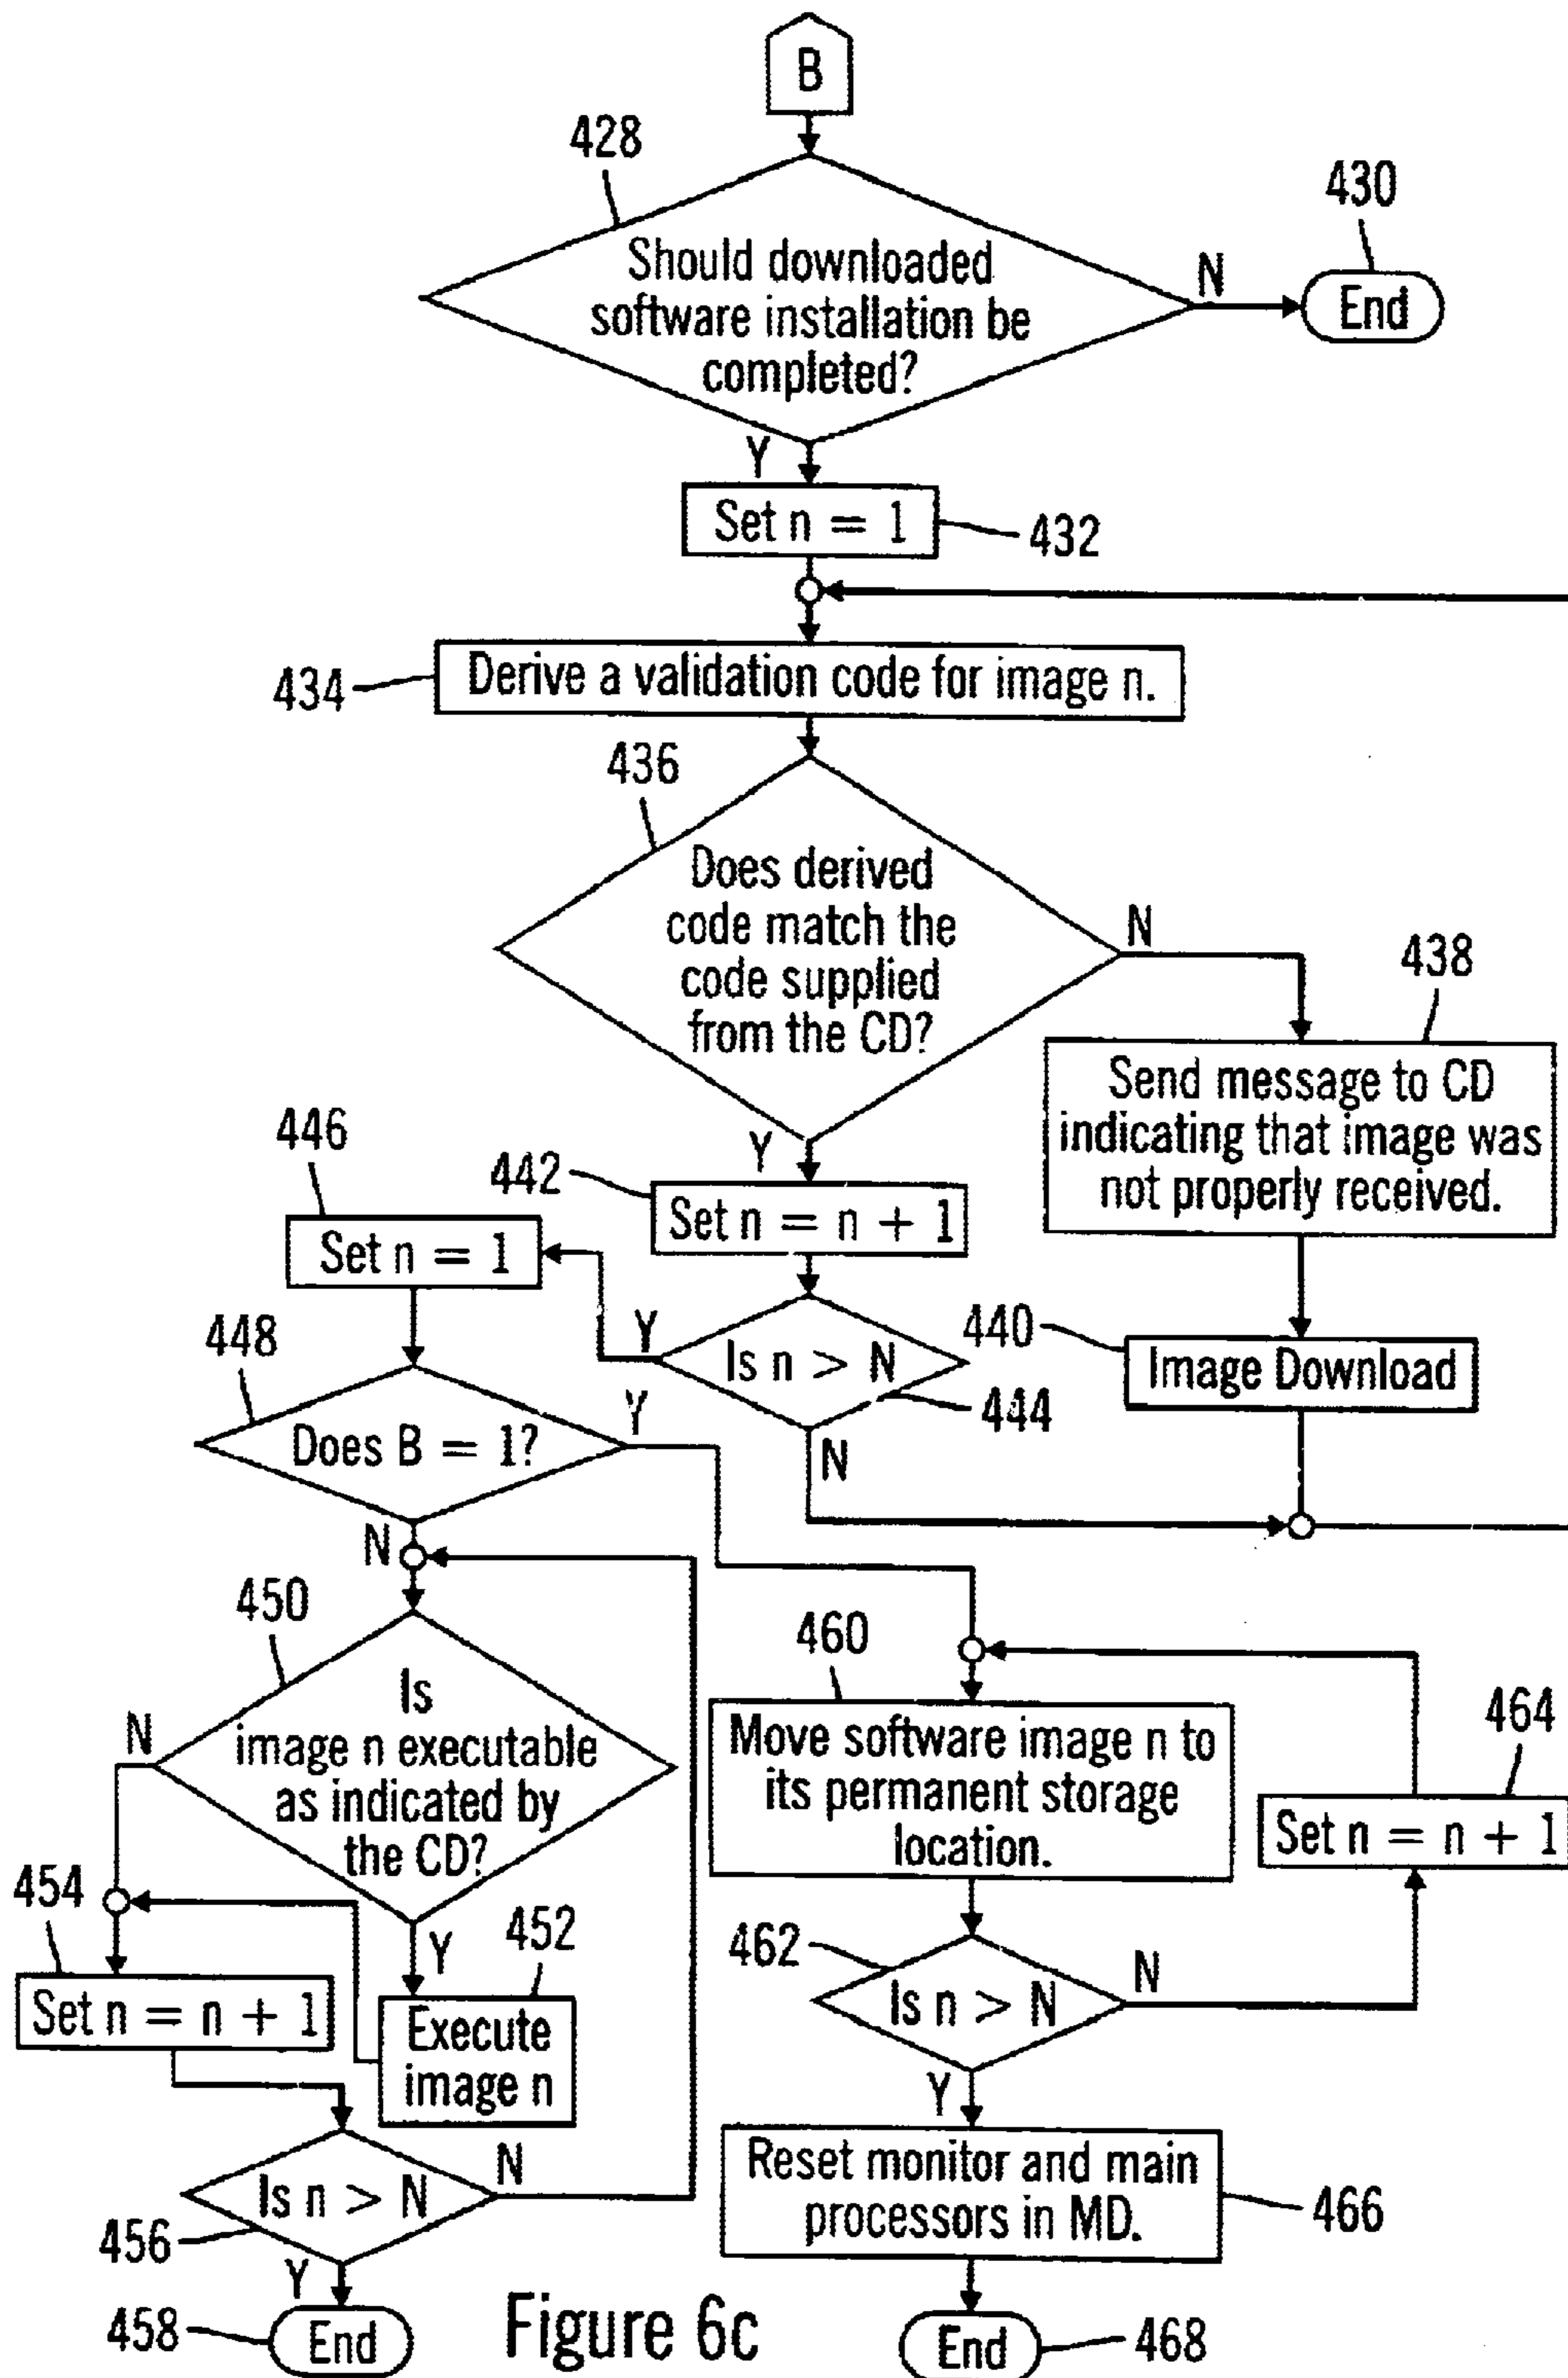 B
428
430
Should downloaded
software installation be
completed?
N
End
Y
Set n = 1
432
434
Derive a validation code for image n.
436
Does derived
code match the
code supplied
from the CD?
N
438
Send message to CD
indicating that image was
not properly received.
Y
446
442
Set n = n + 1
Set n = 1
448
Y
Is n > N
444
440
Image Download
Does B = 1?
Y
N
N
450
Is
image n executable
as indicated by
the CD?
N
460
Move software image n to
its permanent storage
location.
464
Set n = n + 1
454
Y
452
Set n = n + 1
Execute
image n
462
Is n > N
N
Y
456
Is n > N
N
Reset monitor and main
processors in MD.
466
Y
458
End
Figure 6c
End
468